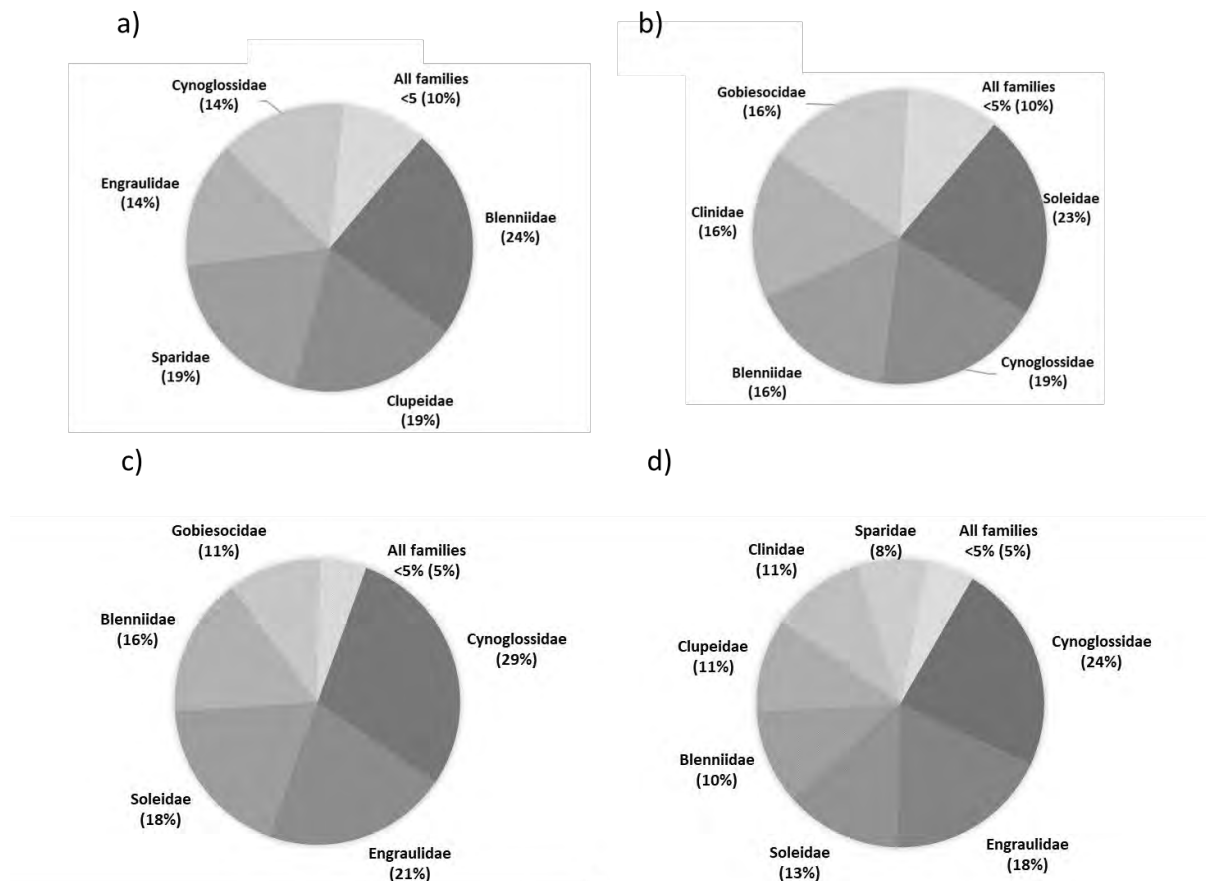 a)
Cynoglossidae
(14%)
All families
<5 (10%)
Engraulidae
(14%)
Blenniidae
(24%)
Sparidae
(19%)
Clupeidae
(19%)
b)
Gobiesocidae
(16%)
All families
<5% (10%)
Clinidae
(16%)
Soleidae
(23%)
Blenniidae
(16%)
Cynoglossidae
(19%)
c)
Gobiesocidae
(11%)
All families
<5% (5%)
Blenniidae
(16%)
Cynoglossidae
(29%)
Soleidae
(18%)
Engraulidae
(21%)
d)
Sparidae
(8%)
All families
<5% (5%)
Clinidae
(11%)
Clupeidae
(11%)
Cynoglossidae
(24%)
Blenniidae
(10%)
Soleidae
(13%)
Engraulidae
(18%)